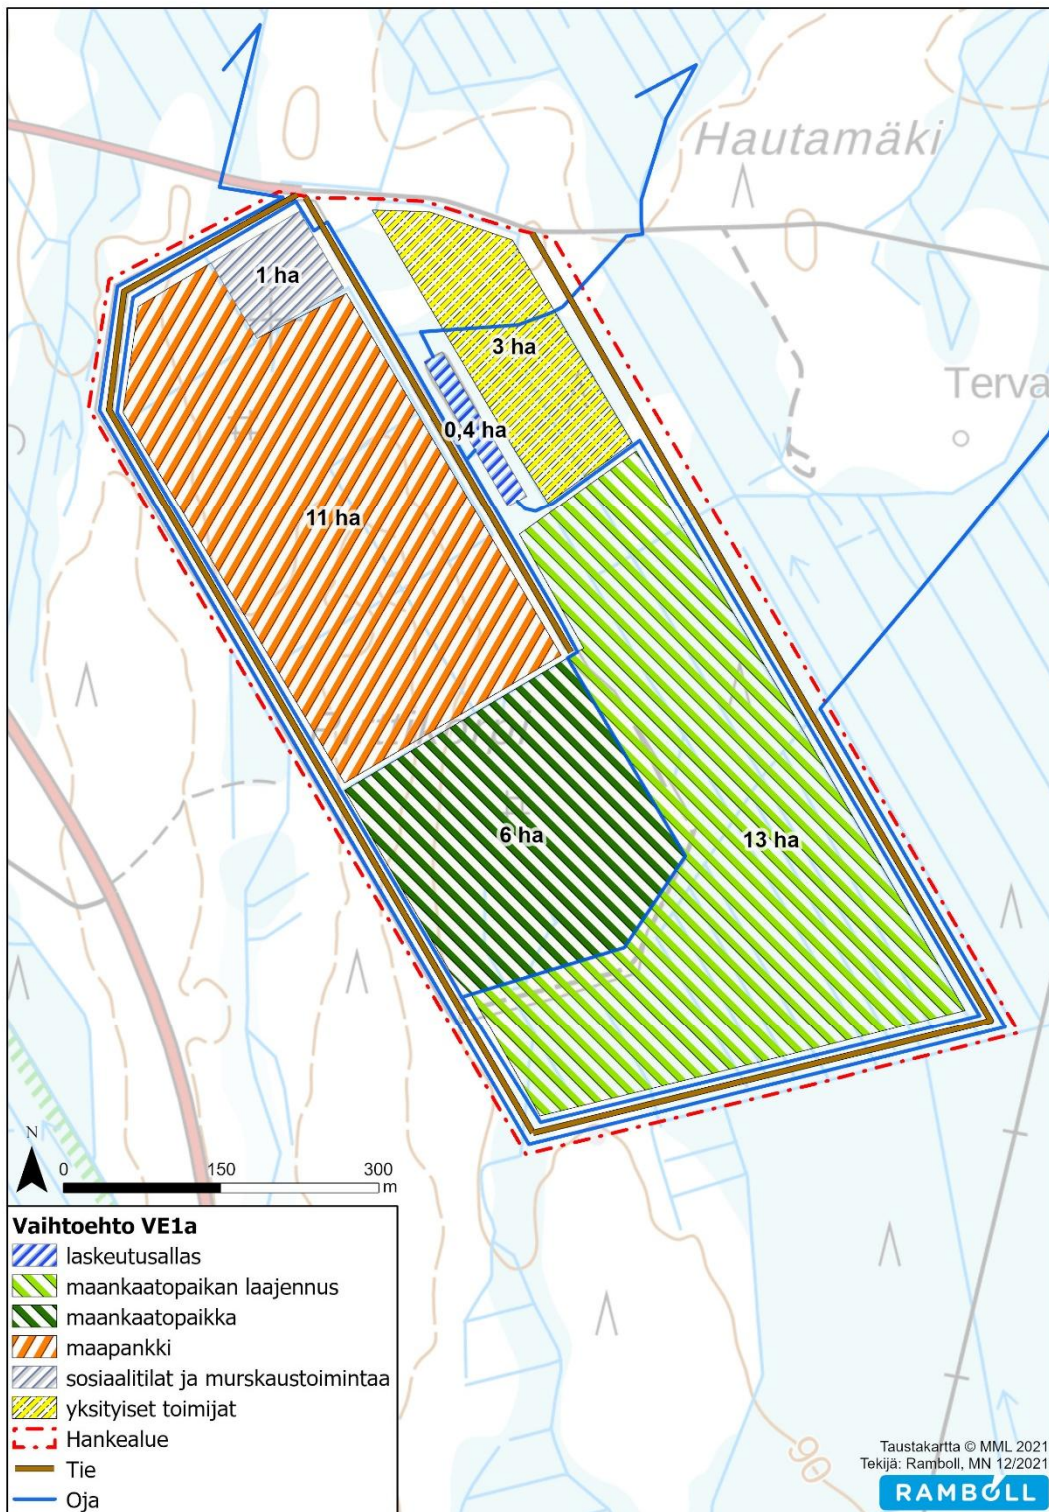 Hautamäki
1 ha
3 ha
Terva
0,4 ha
11 ha
6 ha
13 ha
N
0 150 300
m
Vaihtoehto VE1a
laskeutusallas
maankaatopaikan laajennus
maankaatopaikka
maapankki
sosiaalitilat ja murskaustoimintaa
yksityiset toimijat
Hankealue
Tie
Oja
90
Taustakartta © MML 2021
Tekijä: Ramboll, MN 12/2021
RAMBOLL